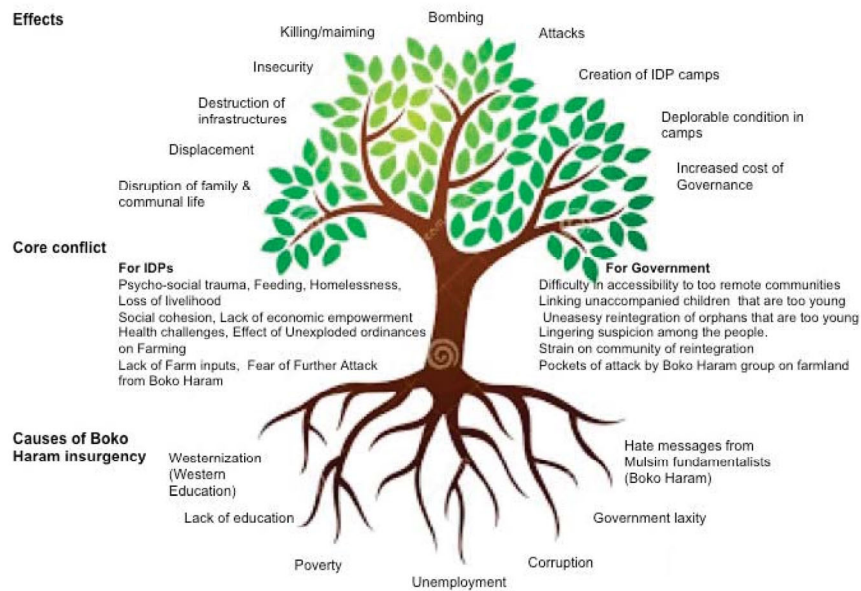 Effects
Bombing
Killing/maiming
Attacks
Insecurity
Creation of IDP camps
Destruction of
infrastructures
Deplorable condition in
camps
Displacement
Increased cost of
Governance
Disruption of family &
communal life
Core conflict
For IDPs
Psycho-social trauma, Feeding, Homelessness,
Loss of livelihood
Social cohesion, Lack of economic empowerment
Health challenges, Effect of Unexploded ordinances
on Farming
Lack of Farm inputs, Fear of Further Attack
from Boko Haram
For Government
Difficulty in accessibility to too remote communities
Linking unaccompanied children that are too young
Uneasesy reintegration of orphans that are too young
Lingering suspicion among the people.
Strain on community of reintegration
Pockets of attack by Boko Haram group on farmland
Causes of Boko
Haram insurgency
Westernization
(Western
Education)
Hate messages from
Mulsim fundamentalists
(Boko Haram)
Lack of education
Government laxity
Poverty
Corruption
Unemployment